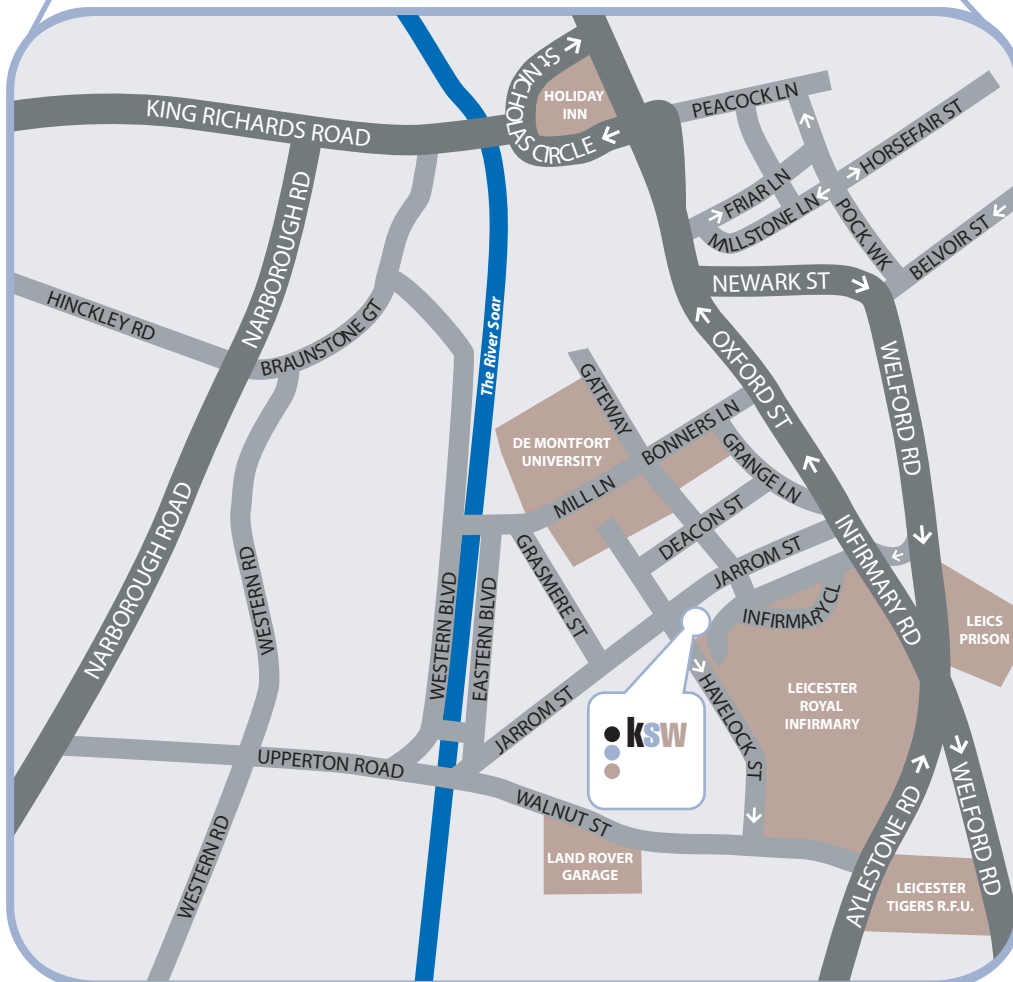 St NICHOLAS CIRCLE
HOLIDAY
INN
KING RICHARDS ROAD
PEACOCK LN
HORSEFAIR ST
FRIAR LN
MILLSTONE LN
POCK. WK
BELVOIR ST
NARBOROUGH RD
HINCKLEY RD
BRAUNSTONE GT
The River Soar
NEWARK ST
OXFORD ST
WELFORD RD
GATEWAY
DE MONTFORT
UNIVERSITY
BONNERS LN
GRANGE LN
MILL LN
DEACON ST
NARBOROUGH ROAD
WESTERN RD
GRASMERE ST
JARROM ST
INFIRMARY RD
WESTERN BLVD
EASTERN BLVD
INFIRMARY CL
LEICS
PRISON
LEICESTER
ROYAL
INFIRMARY
HAVELOCK ST
JARROM ST
ksw
UPPERTON ROAD
WALNUT ST
WESTERN RD
LAND ROVER
GARAGE
AYLESTONE RD
WELFORD RD
LEICESTER
TIGERS R.F.U.